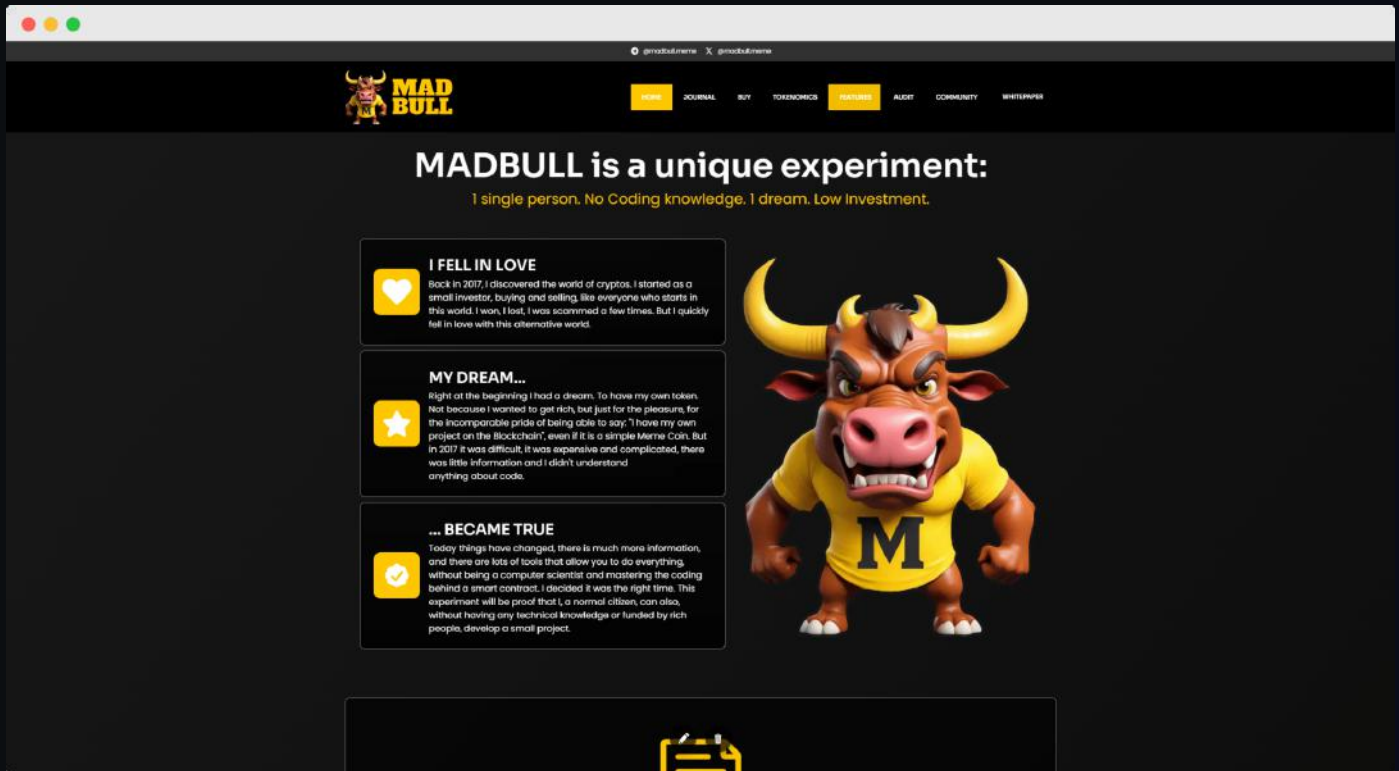 @madbull.meme
@madbull.meme
MAD
BULL
HOME
JOURNAL
BUY
TOKENOMICS
FEATURES
AUDIT
COMMUNITY
WHITEPAPER
MADBULL is a unique experiment:
1 single person. No Coding knowledge. 1 dream. Low Investment.
I FELL IN LOVE
Back in 2017, I discovered the world of cryptos. I started as a
small investor, buying and selling, like everyone who starts in
this world. I won, I lost, I was scammed a few times. But I quickly
fell in love with this alternative world.
MY DREAM...
Right at the beginning I had a dream. To have my own token.
Not because I wanted to get rich, but just for the pleasure, for
the incomparable pride of being able to say: "I have my own
project on the Blockchain", even if it is a simple Meme Coin. But
in 2017 it was difficult, it was expensive and complicated, there
was little information and I didn't understand
anything about code.
... BECAME TRUE
Today things have changed, there is much more information,
and there are lots of tools that allow you to do everything,
without being a computer scientist and mastering the coding
behind a smart contract. I decided it was the right time. This
experiment will be proof that I, a normal citizen, can also,
without having any technical knowledge or funded by rich
people, develop a small project.
M
M